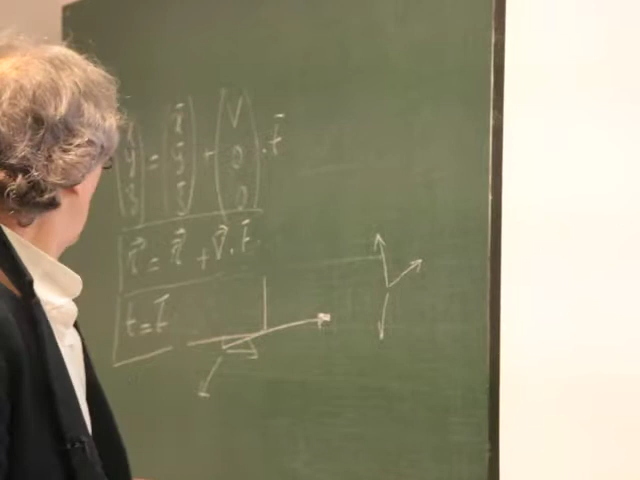 (x y z) = (x̄ ȳ z̄) + (V 0 0) · t̄
r⃗ = r⃗̄ + V⃗ · t̄
t = t̄